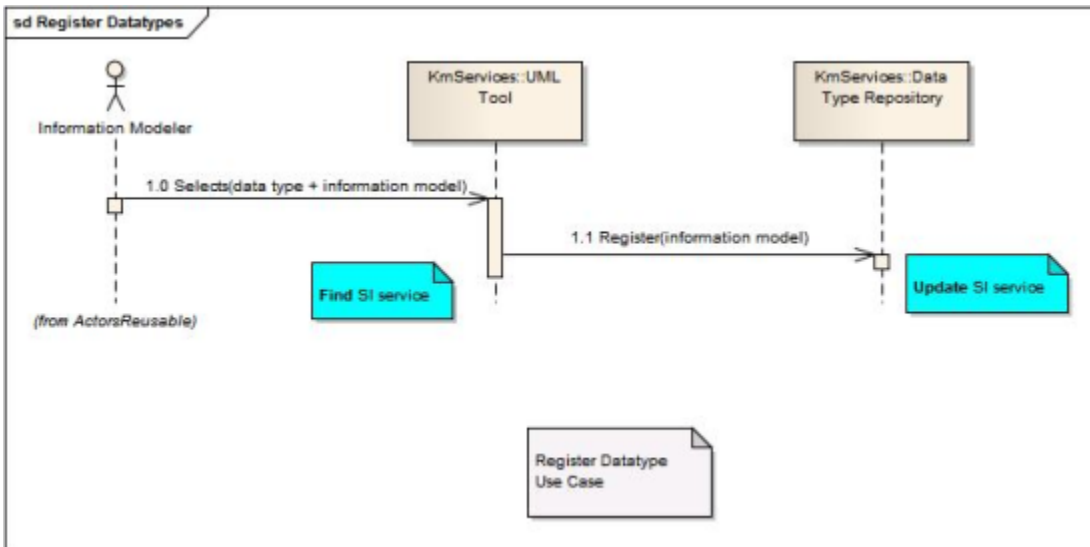 sd Register Datatypes
KmServices::UML
Tool
KmServices::Data
Type Repository
Information Modeler
1.0 Selects(data type + information model)
1.1 Register(information model)
Find SI service
Update SI service
(from ActorsReusable)
Register Datatype
Use Case